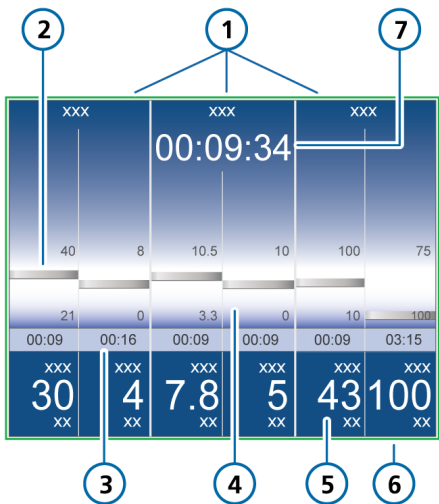 2 1 7
xxx xxx xxx
00:09:34
40 8 10.5 10 100 75
21 0 3.3 0 10 100
00:09 00:16 00:09 00:09 00:09 03:15
xxx xxx xxx xxx xxx xxx
30 4 7.8 5 43 100
xx xx xx xx xx xx
3 4 5 6